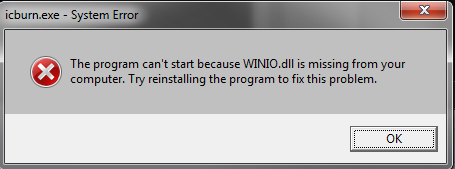 icburn.exe - System Error
The program can't start because WINIO.dll is missing from your
computer. Try reinstalling the program to fix this problem.
OK